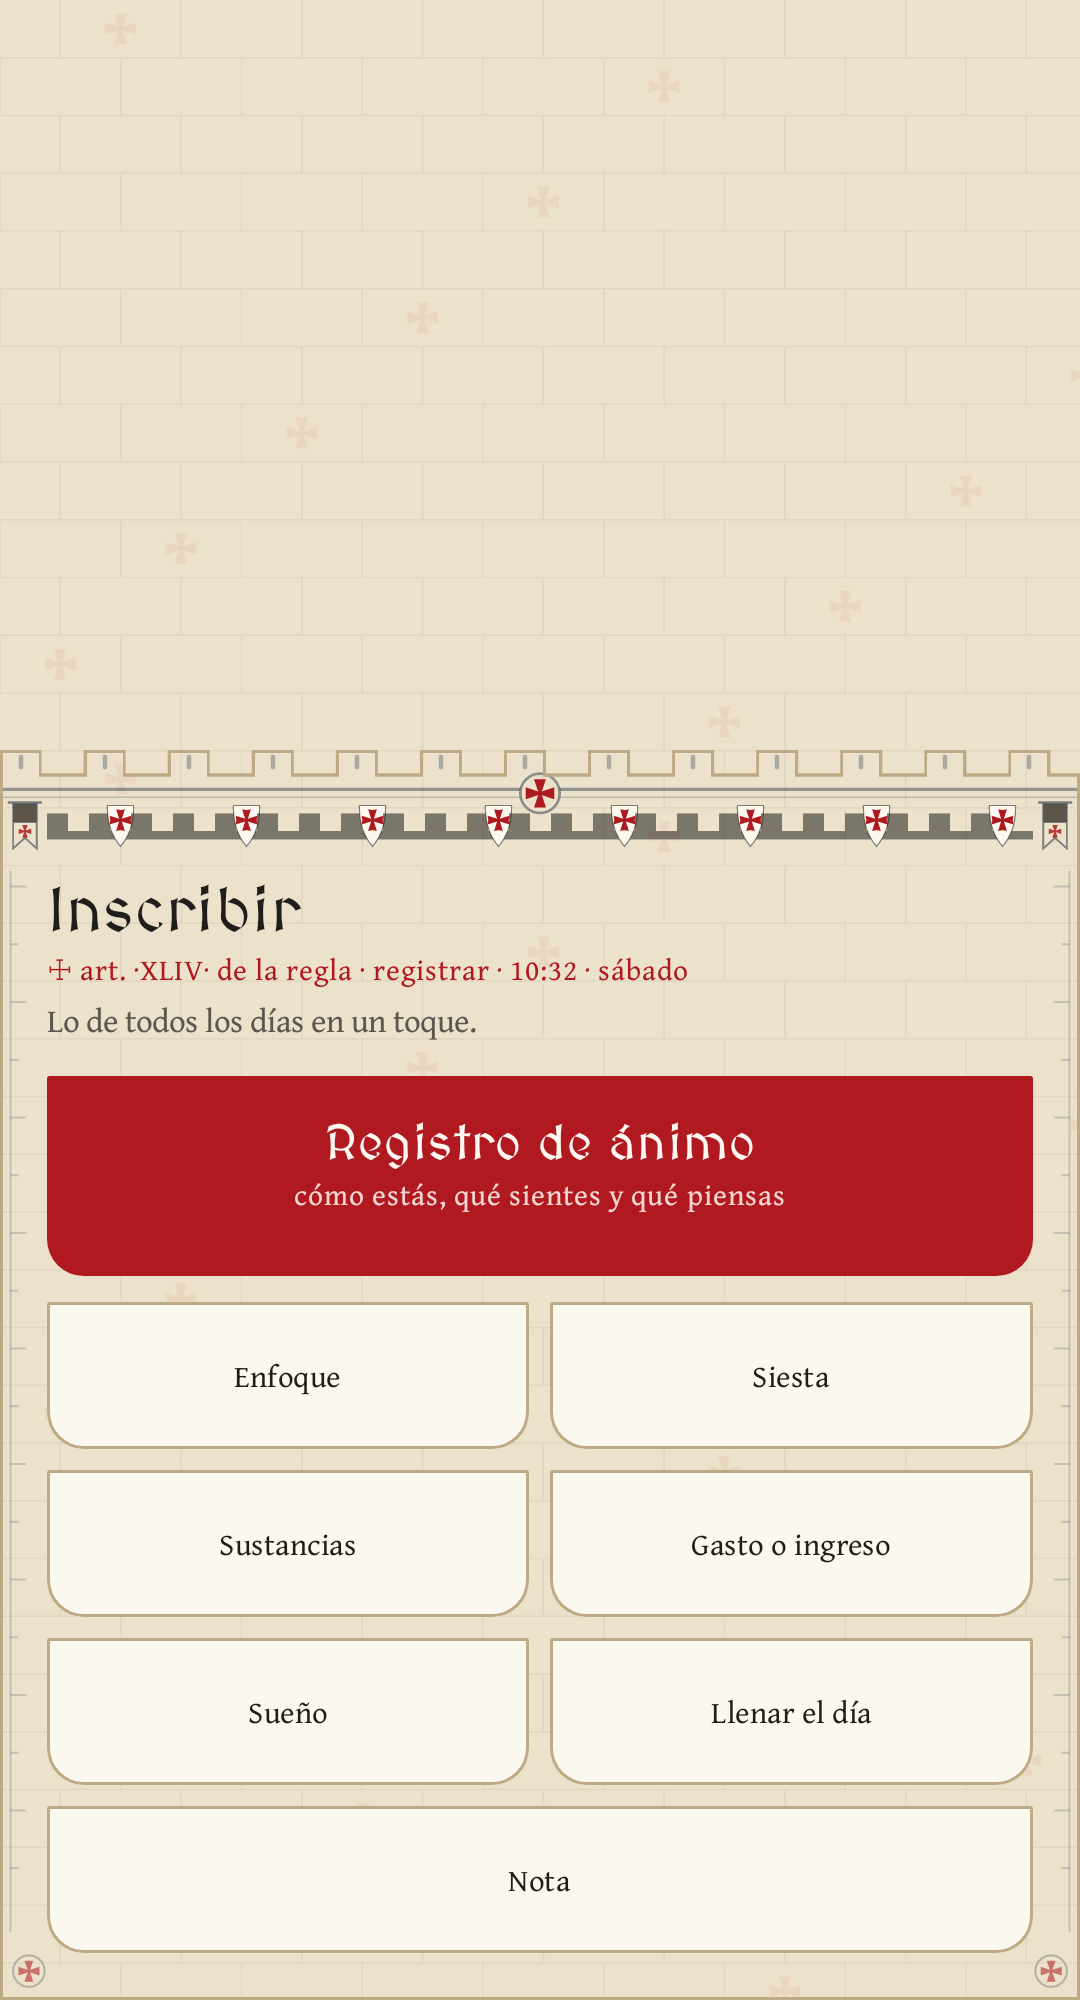 Inscribir
☩ art. ·XLIV· de la regla · registrar · 10:32 · sábado
Lo de todos los días en un toque.
Registro de ánimo
cómo estás, qué sientes y qué piensas
Enfoque
Siesta
Sustancias
Gasto o ingreso
Sueño
Llenar el día
Nota